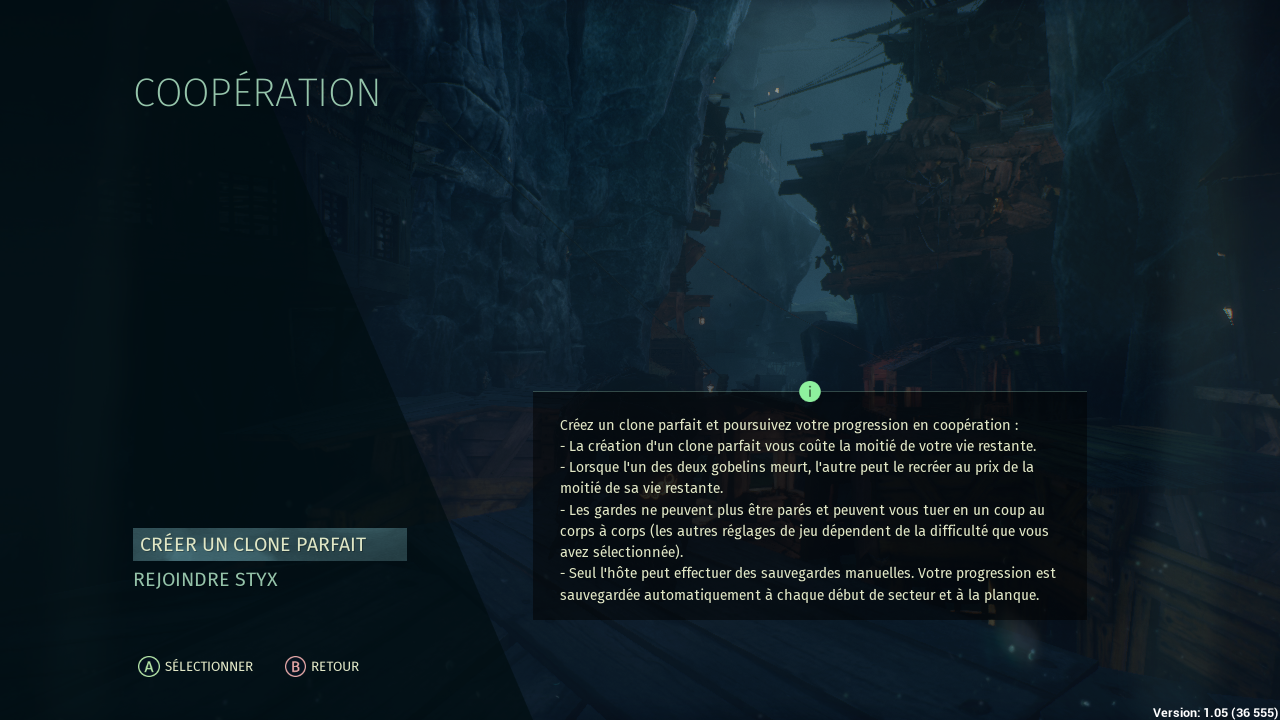 COOPÉRATION
i
Créez un clone parfait et poursuivez votre progression en coopération :
- La création d'un clone parfait vous coûte la moitié de votre vie restante.
- Lorsque l'un des deux gobelins meurt, l'autre peut le recréer au prix de la
moitié de sa vie restante.
- Les gardes ne peuvent plus être parés et peuvent vous tuer en un coup au
corps à corps (les autres réglages de jeu dépendent de la difficulté que vous
avez sélectionnée).
- Seul l'hôte peut effectuer des sauvegardes manuelles. Votre progression est
sauvegardée automatiquement à chaque début de secteur et à la planque.
CRÉER UN CLONE PARFAIT
REJOINDRE STYX
A SÉLECTIONNER B RETOUR
Version: 1.05 (36 555)